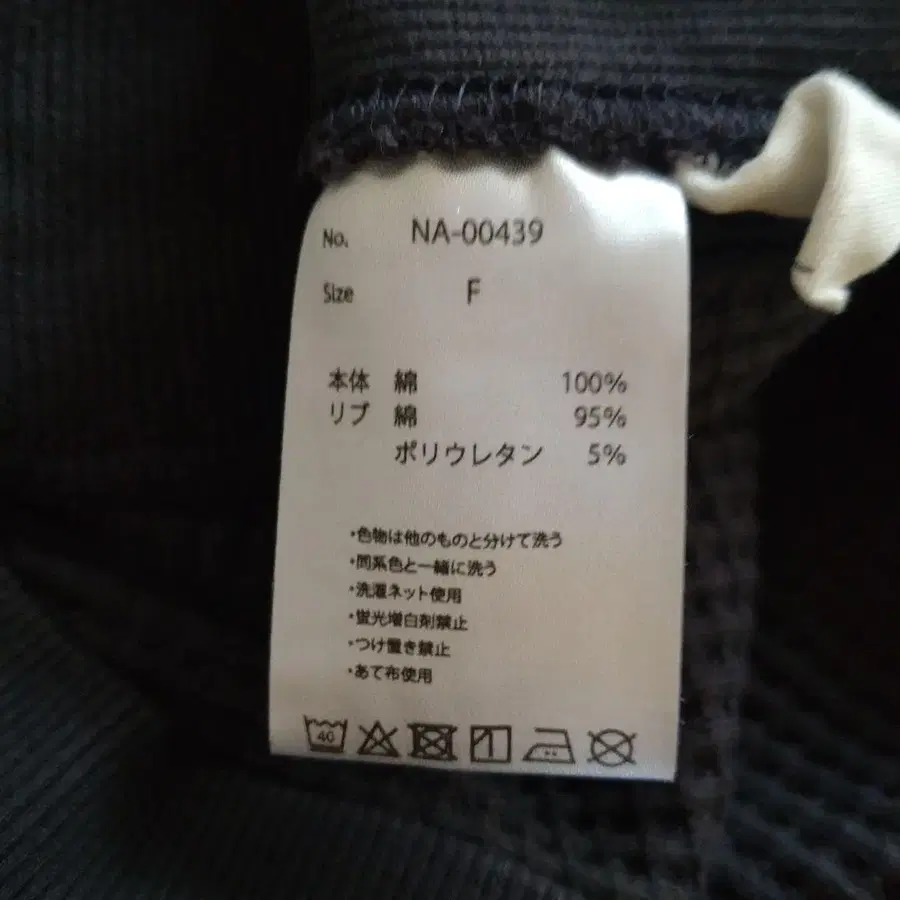 No. NA-00439
Size F
本体 綿 100%
リブ 綿 95%
ポリウレタン 5%
・色物は他のものと分けて洗う
・同系色と一緒に洗う
・洗濯ネット使用
・蛍光増白剤禁止
・つけ置き禁止
・あて布使用
40